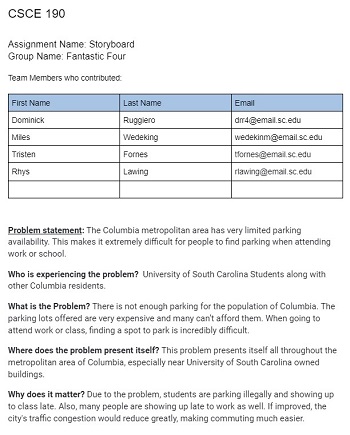 CSCE 190
Assignment Name: Storyboard
Group Name: Fantastic Four
Team Members who contributed:
First Name Last Name Email
Dominick Ruggiero drr4@email.sc.edu
Miles Wedeking wedekinm@email.sc.edu
Tristen Fornes tfornes@email.sc.edu
Rhys Lawing rlawing@email.sc.edu
Problem statement: The Columbia metropolitan area has very limited parking
availability. This makes it extremely difficult for people to find parking when attending
work or school.
Who is experiencing the problem? University of South Carolina Students along with
other Columbia residents.
What is the Problem? There is not enough parking for the population of Columbia. The
parking lots offered are very expensive and many can't afford them. When going to
attend work or class, finding a spot to park is incredibly difficult.
Where does the problem present itself? This problem presents itself all throughout the
metropolitan area of Columbia, especially near University of South Carolina owned
buildings.
Why does it matter? Due to the problem, students are parking illegally and showing up
to class late. Also, many people are showing up late to work as well. If improved, the
city's traffic congestion would reduce greatly, making commuting much easier.